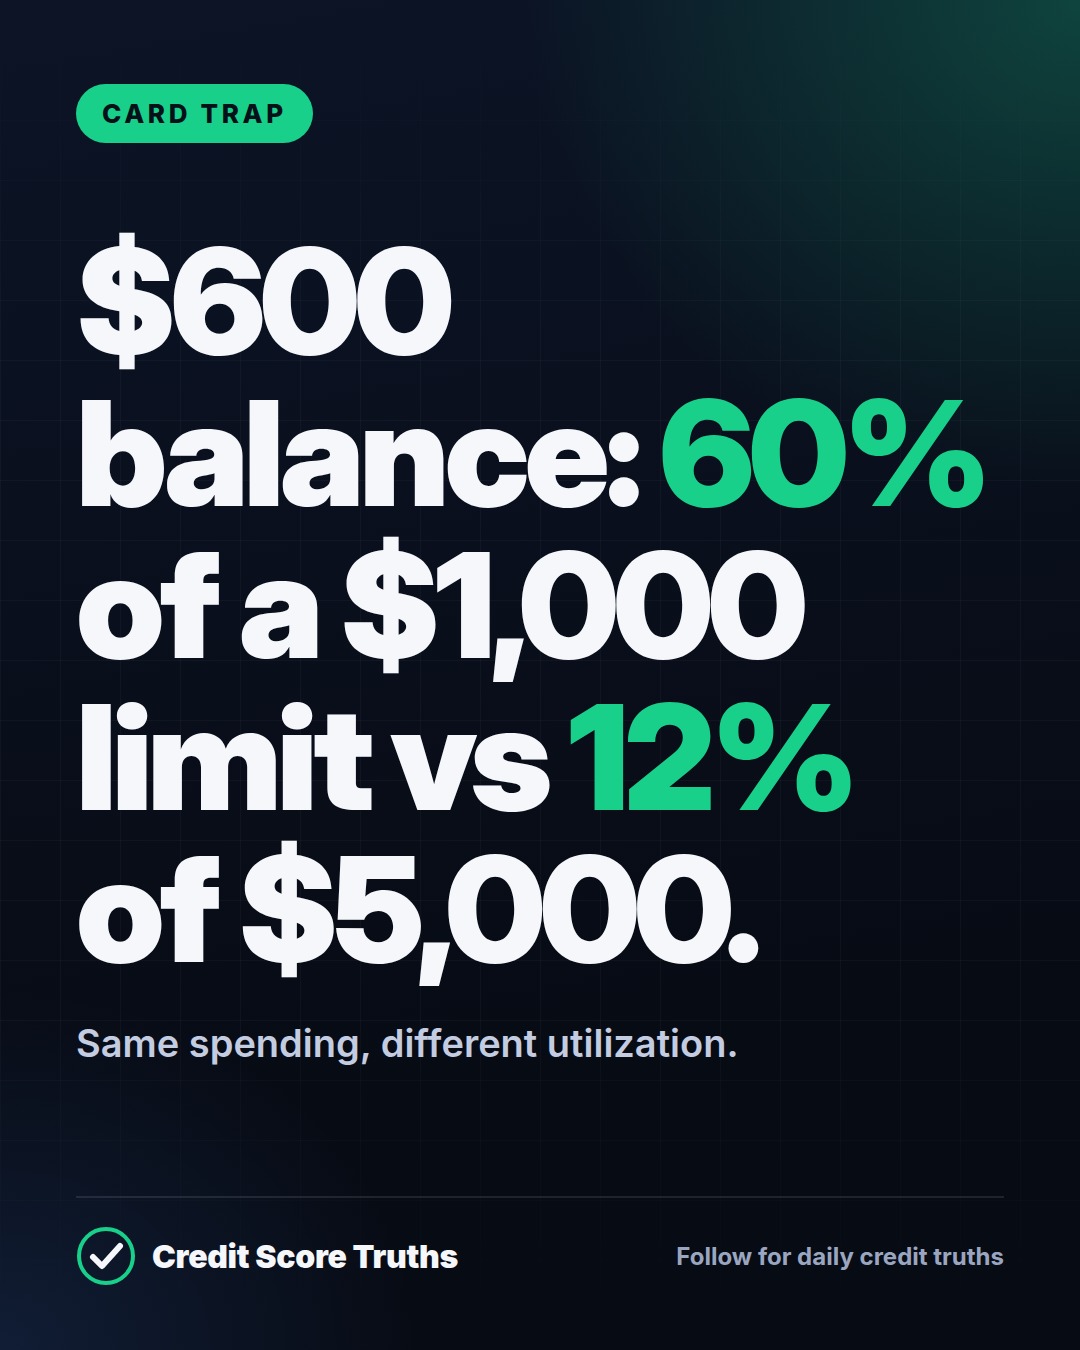 CARD TRAP
$600
balance: 60%
of a $1,000
limit vs 12%
of $5,000.
Same spending, different utilization.
Credit Score Truths
Follow for daily credit truths